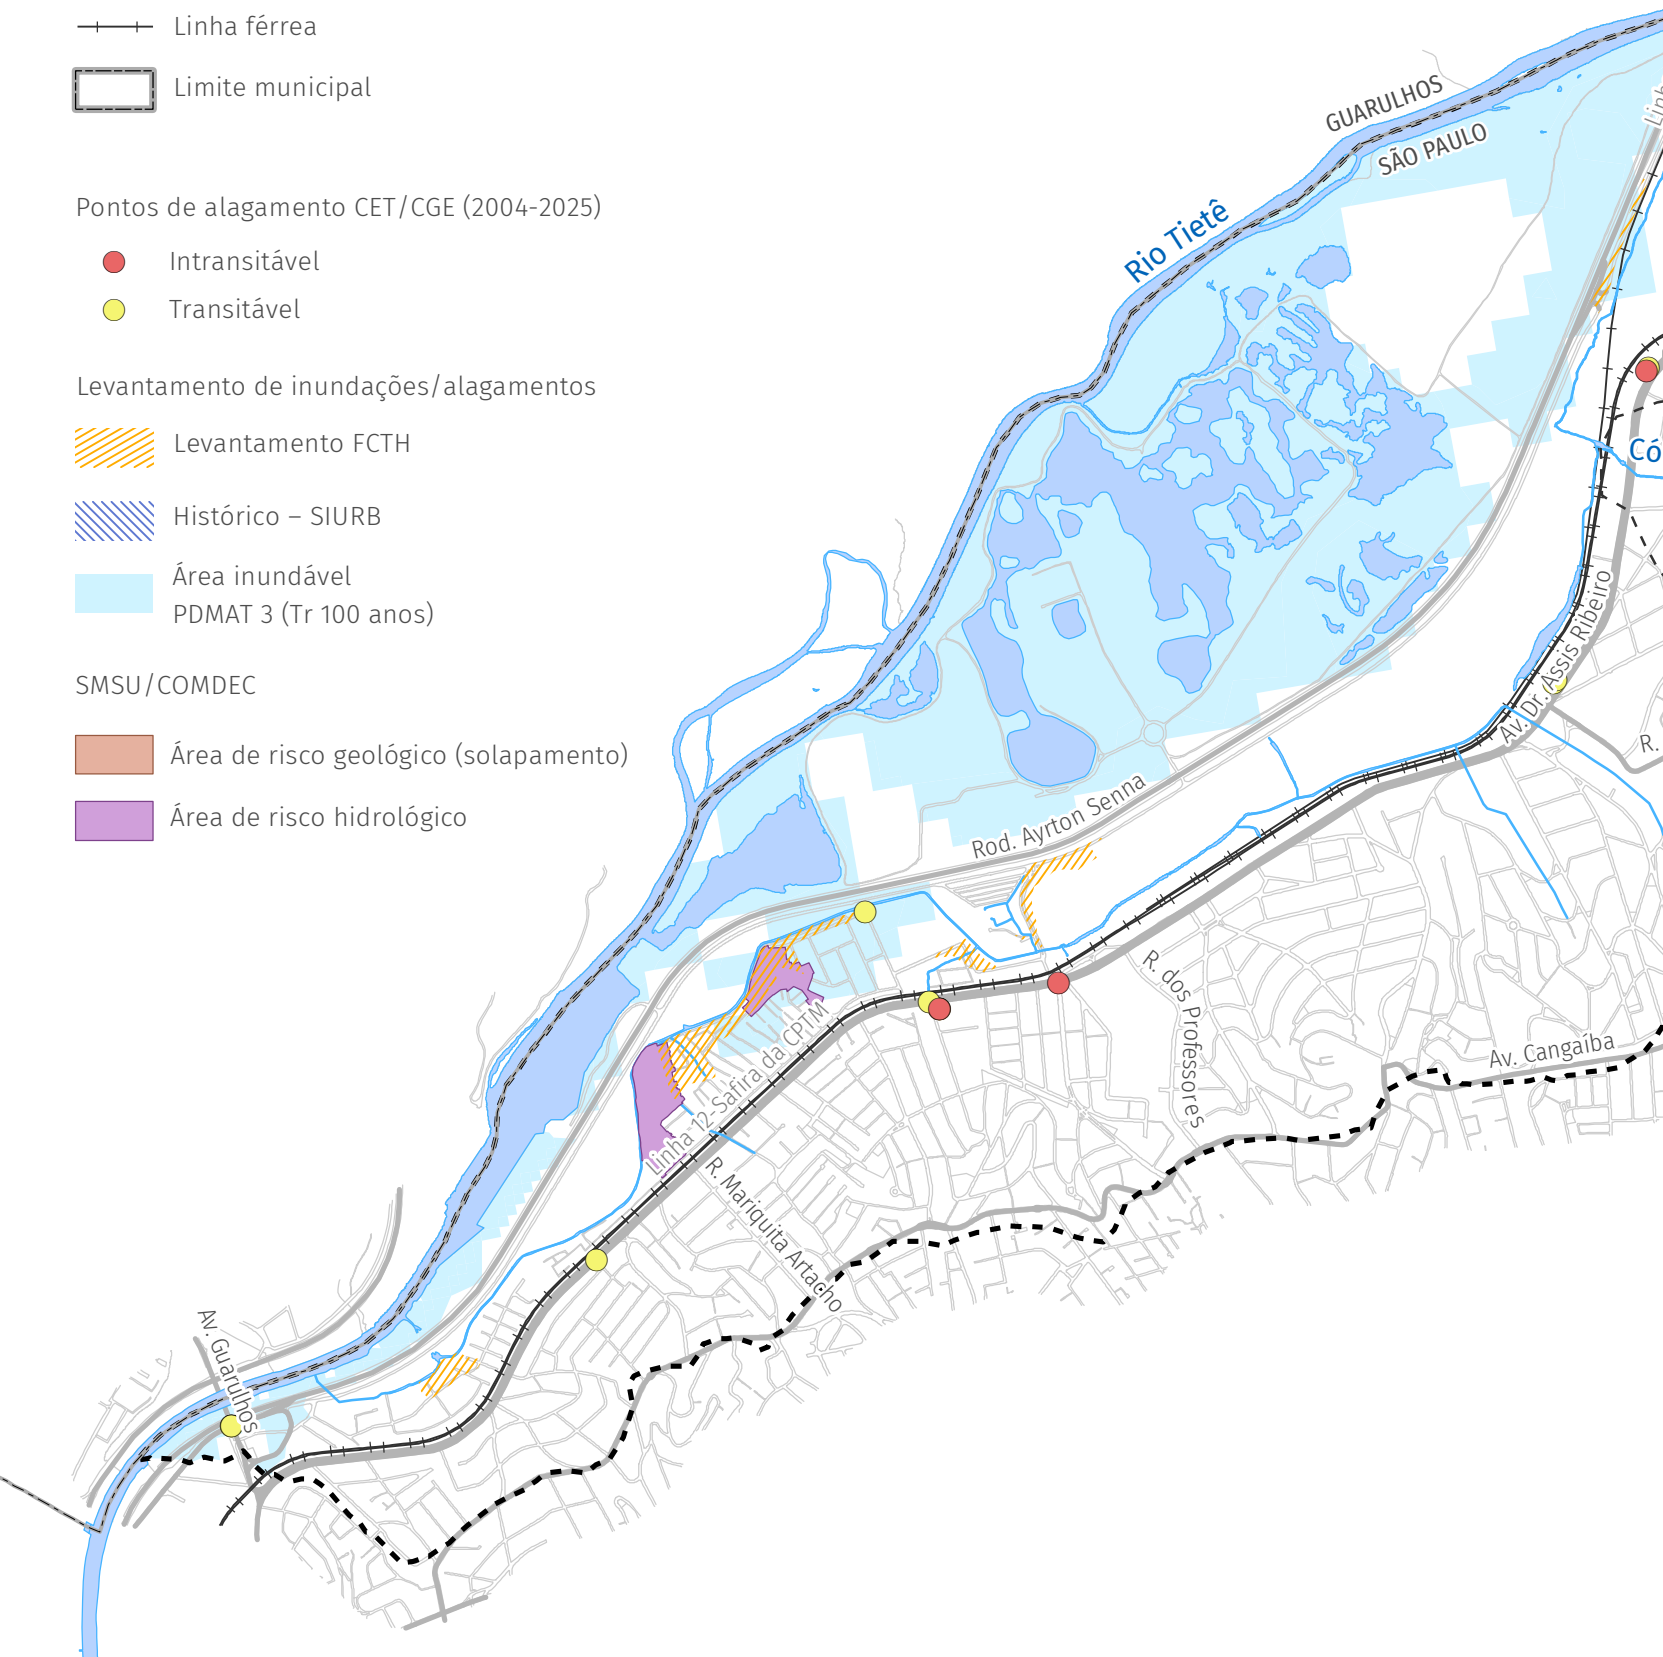 Linha férrea
Limite municipal
Pontos de alagamento CET/CGE (2004-2025)
Intransitável
Transitável
Levantamento de inundações/alagamentos
Levantamento FCTH
Histórico – SIURB
Área inundável
PDMAT 3 (Tr 100 anos)
SMSU/COMDEC
Área de risco geológico (solapamento)
Área de risco hidrológico
GUARULHOS
SÃO PAULO
Rio Tietê
Linh
Có
Av. Dr. Assis Ribeiro
R.
Rod. Ayrton Senna
R. dos Professores
Av. Cangaíba
Linha 12-Safira da CPTM
R. Mariquita Artacho
Av. Guarulhos